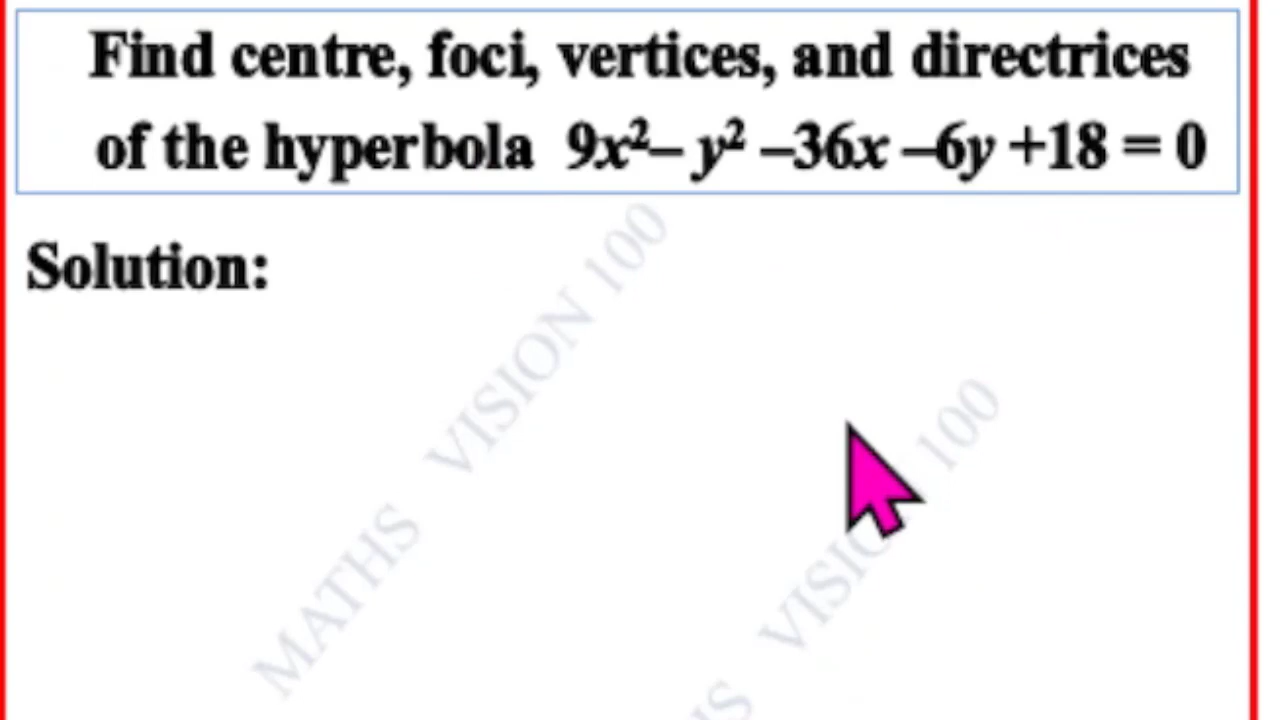 Find centre, foci, vertices, and directrices
of the hyperbola 9x²– y² –36x –6y +18 = 0
Solution:
MATHS VISION 100
VISION 100